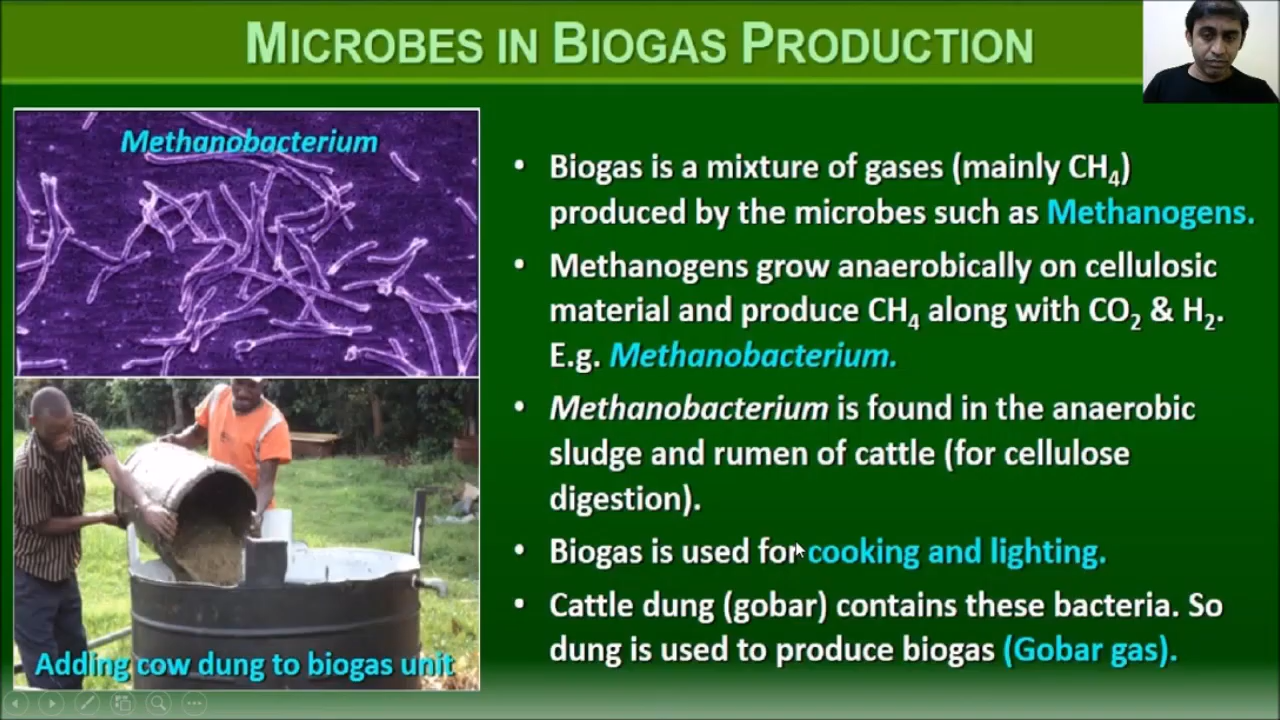 MICROBES IN BIOGAS PRODUCTION
Methanobacterium
Adding cow dung to biogas unit
• Biogas is a mixture of gases (mainly CH₄)
produced by the microbes such as Methanogens.
• Methanogens grow anaerobically on cellulosic
material and produce CH₄ along with CO₂ & H₂.
E.g. Methanobacterium.
• Methanobacterium is found in the anaerobic
sludge and rumen of cattle (for cellulose
digestion).
• Biogas is used for cooking and lighting.
• Cattle dung (gobar) contains these bacteria. So
dung is used to produce biogas (Gobar gas).